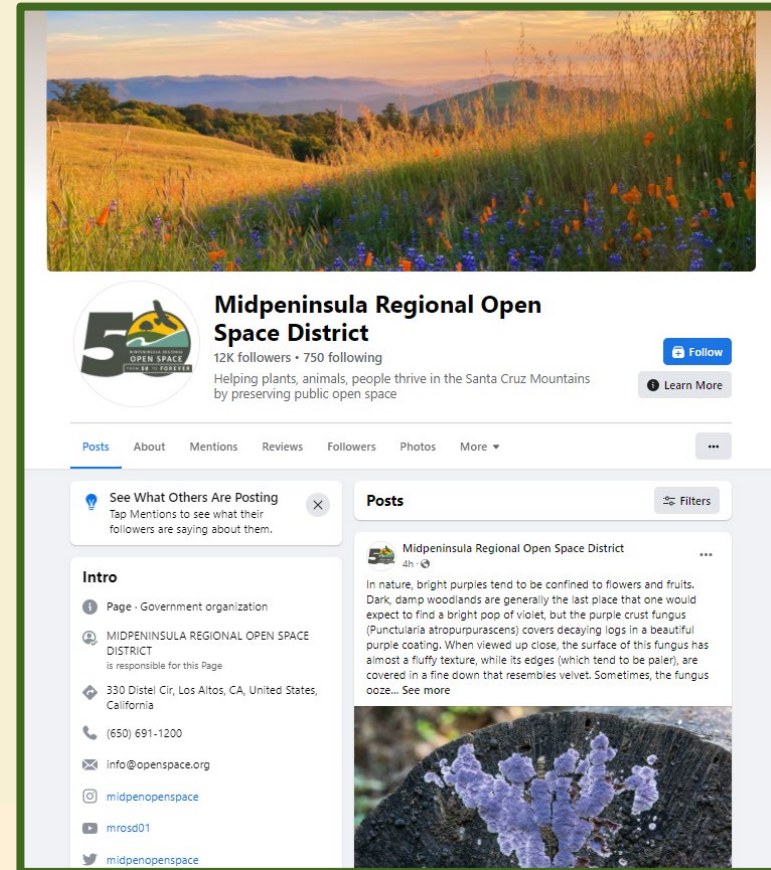 50
MIDPENINSULA REGIONAL
OPEN SPACE
FROM 50 TO FOREVER
Midpeninsula Regional Open
Space District
12K followers • 750 following
Helping plants, animals, people thrive in the Santa Cruz Mountains
by preserving public open space
Follow
Learn More
Posts About Mentions Reviews Followers Photos More
See What Others Are Posting
Tap Mentions to see what their
followers are saying about them.
Intro
Page · Government organization
MIDPENINSULA REGIONAL OPEN SPACE
DISTRICT
is responsible for this Page
330 Distel Cir, Los Altos, CA, United States,
California
(650) 691-1200
info@openspace.org
midpenopenspace
mrosd01
midpenopenspace
Posts
Filters
Midpeninsula Regional Open Space District
4h ·
In nature, bright purples tend to be confined to flowers and fruits.
Dark, damp woodlands are generally the last place that one would
expect to find a bright pop of violet, but the purple crust fungus
(Punctularia atropurpurascens) covers decaying logs in a beautiful
purple coating. When viewed up close, the surface of this fungus has
almost a fluffy texture, while its edges (which tend to be paler), are
covered in a fine down that resembles velvet. Sometimes, the fungus
ooze... See more